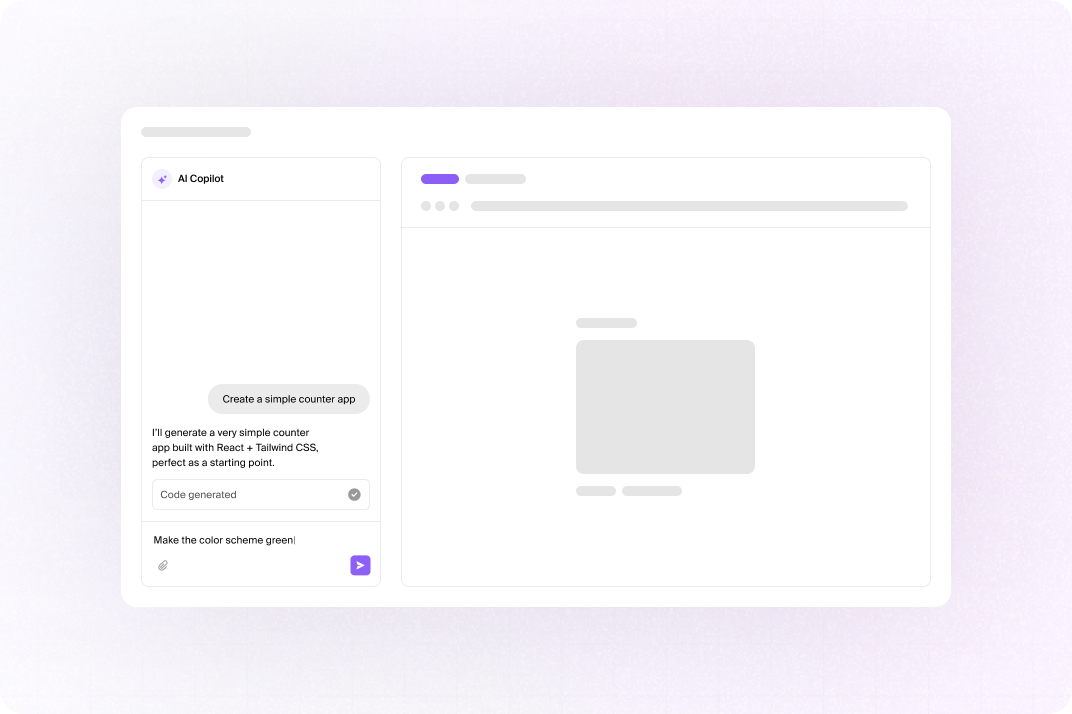 AI Copilot
Create a simple counter app
I'll generate a very simple counter
app built with React + Tailwind CSS,
perfect as a starting point.
Code generated
Make the color scheme green